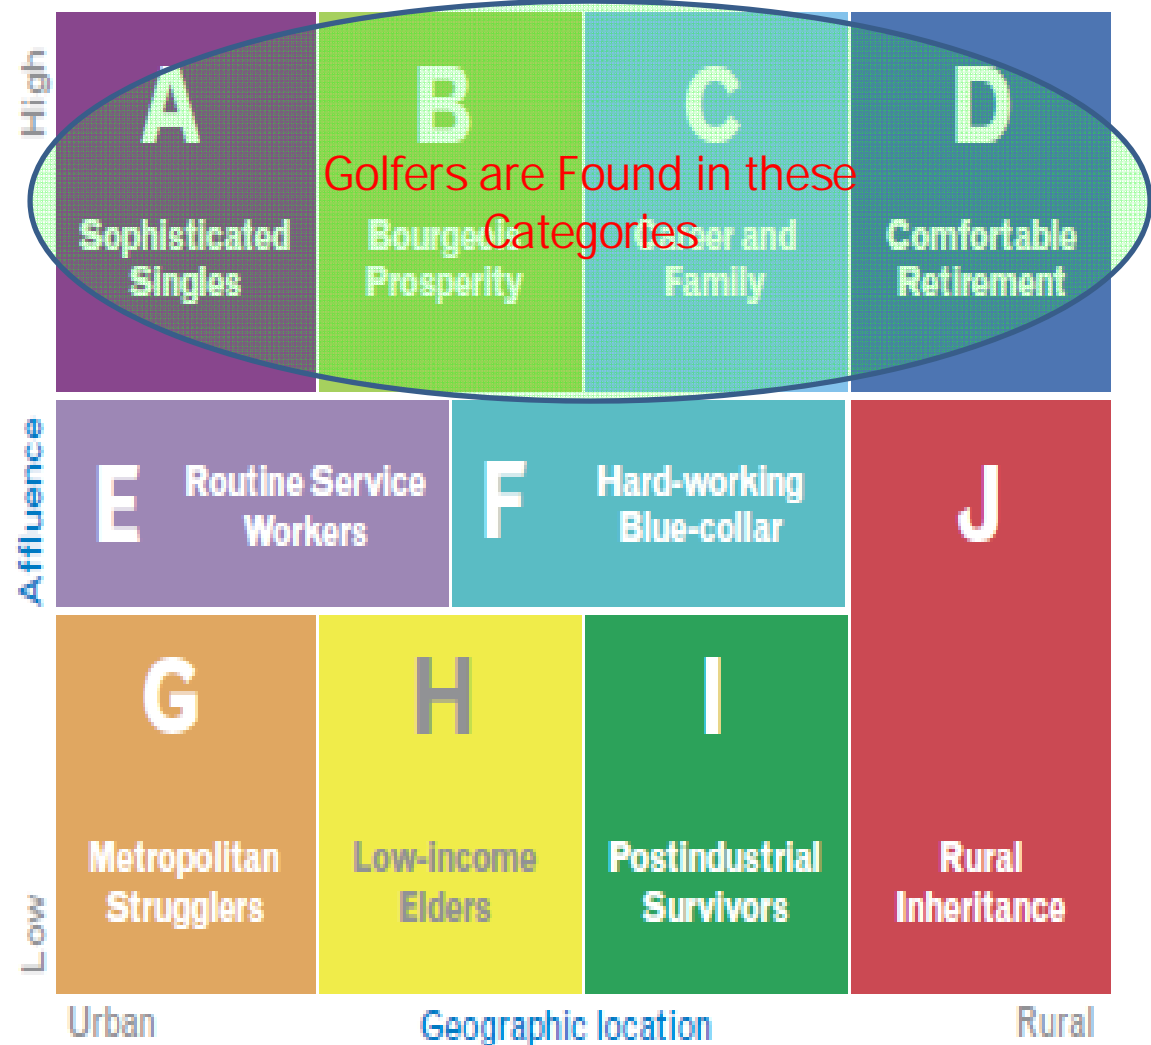 High
A
B
C
D
Golfers are Found in these
Categories
Sophisticated
Singles
Prosperity
and
Family
Comfortable
Retirement
Affluence
E
Routine Service
Workers
F
Hard-working
Blue-collar
J
G
H
I
Metropolitan
Strugglers
Low-income
Elders
Postindustrial
Survivors
Rural
Inheritance
Low
Urban
Geographic location
Rural